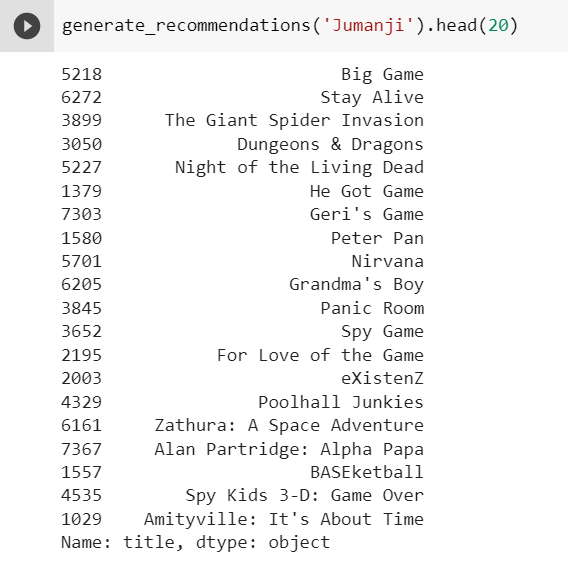 generate_recommendations('Jumanji').head(20)
5218 Big Game
6272 Stay Alive
3899 The Giant Spider Invasion
3050 Dungeons & Dragons
5227 Night of the Living Dead
1379 He Got Game
7303 Geri's Game
1580 Peter Pan
5701 Nirvana
6205 Grandma's Boy
3845 Panic Room
3652 Spy Game
2195 For Love of the Game
2003 eXistenZ
4329 Poolhall Junkies
6161 Zathura: A Space Adventure
7367 Alan Partridge: Alpha Papa
1557 BASEketball
4535 Spy Kids 3-D: Game Over
1029 Amityville: It's About Time
Name: title, dtype: object